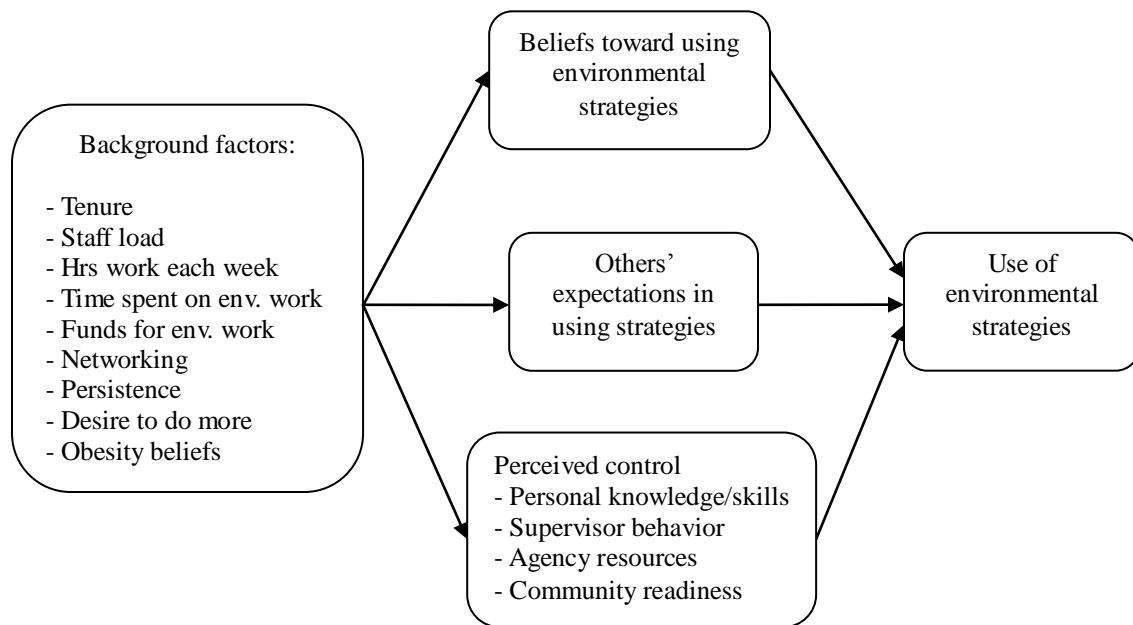 Background factors:
- Tenure
- Staff load
- Hrs work each week
- Time spent on env. work
- Funds for env. work
- Networking
- Persistence
- Desire to do more
- Obesity beliefs
Beliefs toward using
environmental
strategies
Others’
expectations in
using strategies
Perceived control
- Personal knowledge/skills
- Supervisor behavior
- Agency resources
- Community readiness
Use of
environmental
strategies